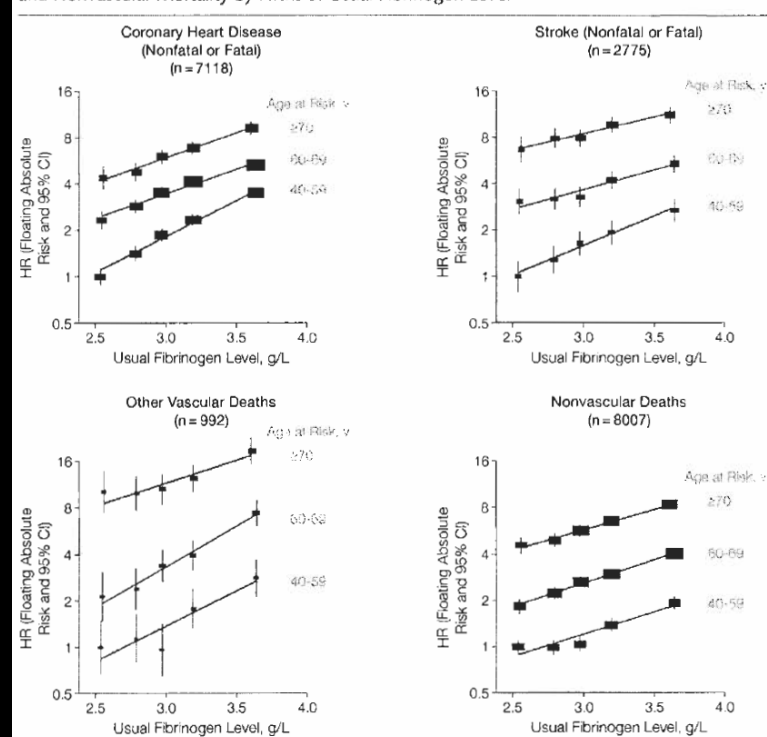 and Nonvascular Mortality by
of Usual Fibrinogen Level
Coronary Heart Disease
(Nonfatal or Fatal)
(n = 7118)
HR (Floating Absolute
Risk and 95% CI)
16
8
4
2
1
0.5
Age at Risk, y
≥70
60-69
40-59
2.5 3.0 3.5 4.0
Usual Fibrinogen Level, g/L
Stroke (Nonfatal or Fatal)
(n = 2775)
HR (Floating Absolute
Risk and 95% CI)
16
8
4
2
1
0.5
Age at Risk, y
≥70
60-69
40-59
2.5 3.0 3.5 4.0
Usual Fibrinogen Level, g/L
Other Vascular Deaths
(n = 992)
HR (Floating Absolute
Risk and 95% CI)
16
8
4
2
1
0.5
Age at Risk, y
≥70
60-69
40-59
2.5 3.0 3.5 4.0
Usual Fibrinogen Level, g/L
Nonvascular Deaths
(n = 8007)
HR (Floating Absolute
Risk and 95% CI)
16
8
4
2
1
0.5
Age at Risk, y
≥70
60-69
40-59
2.5 3.0 3.5 4.0
Usual Fibrinogen Level, g/L